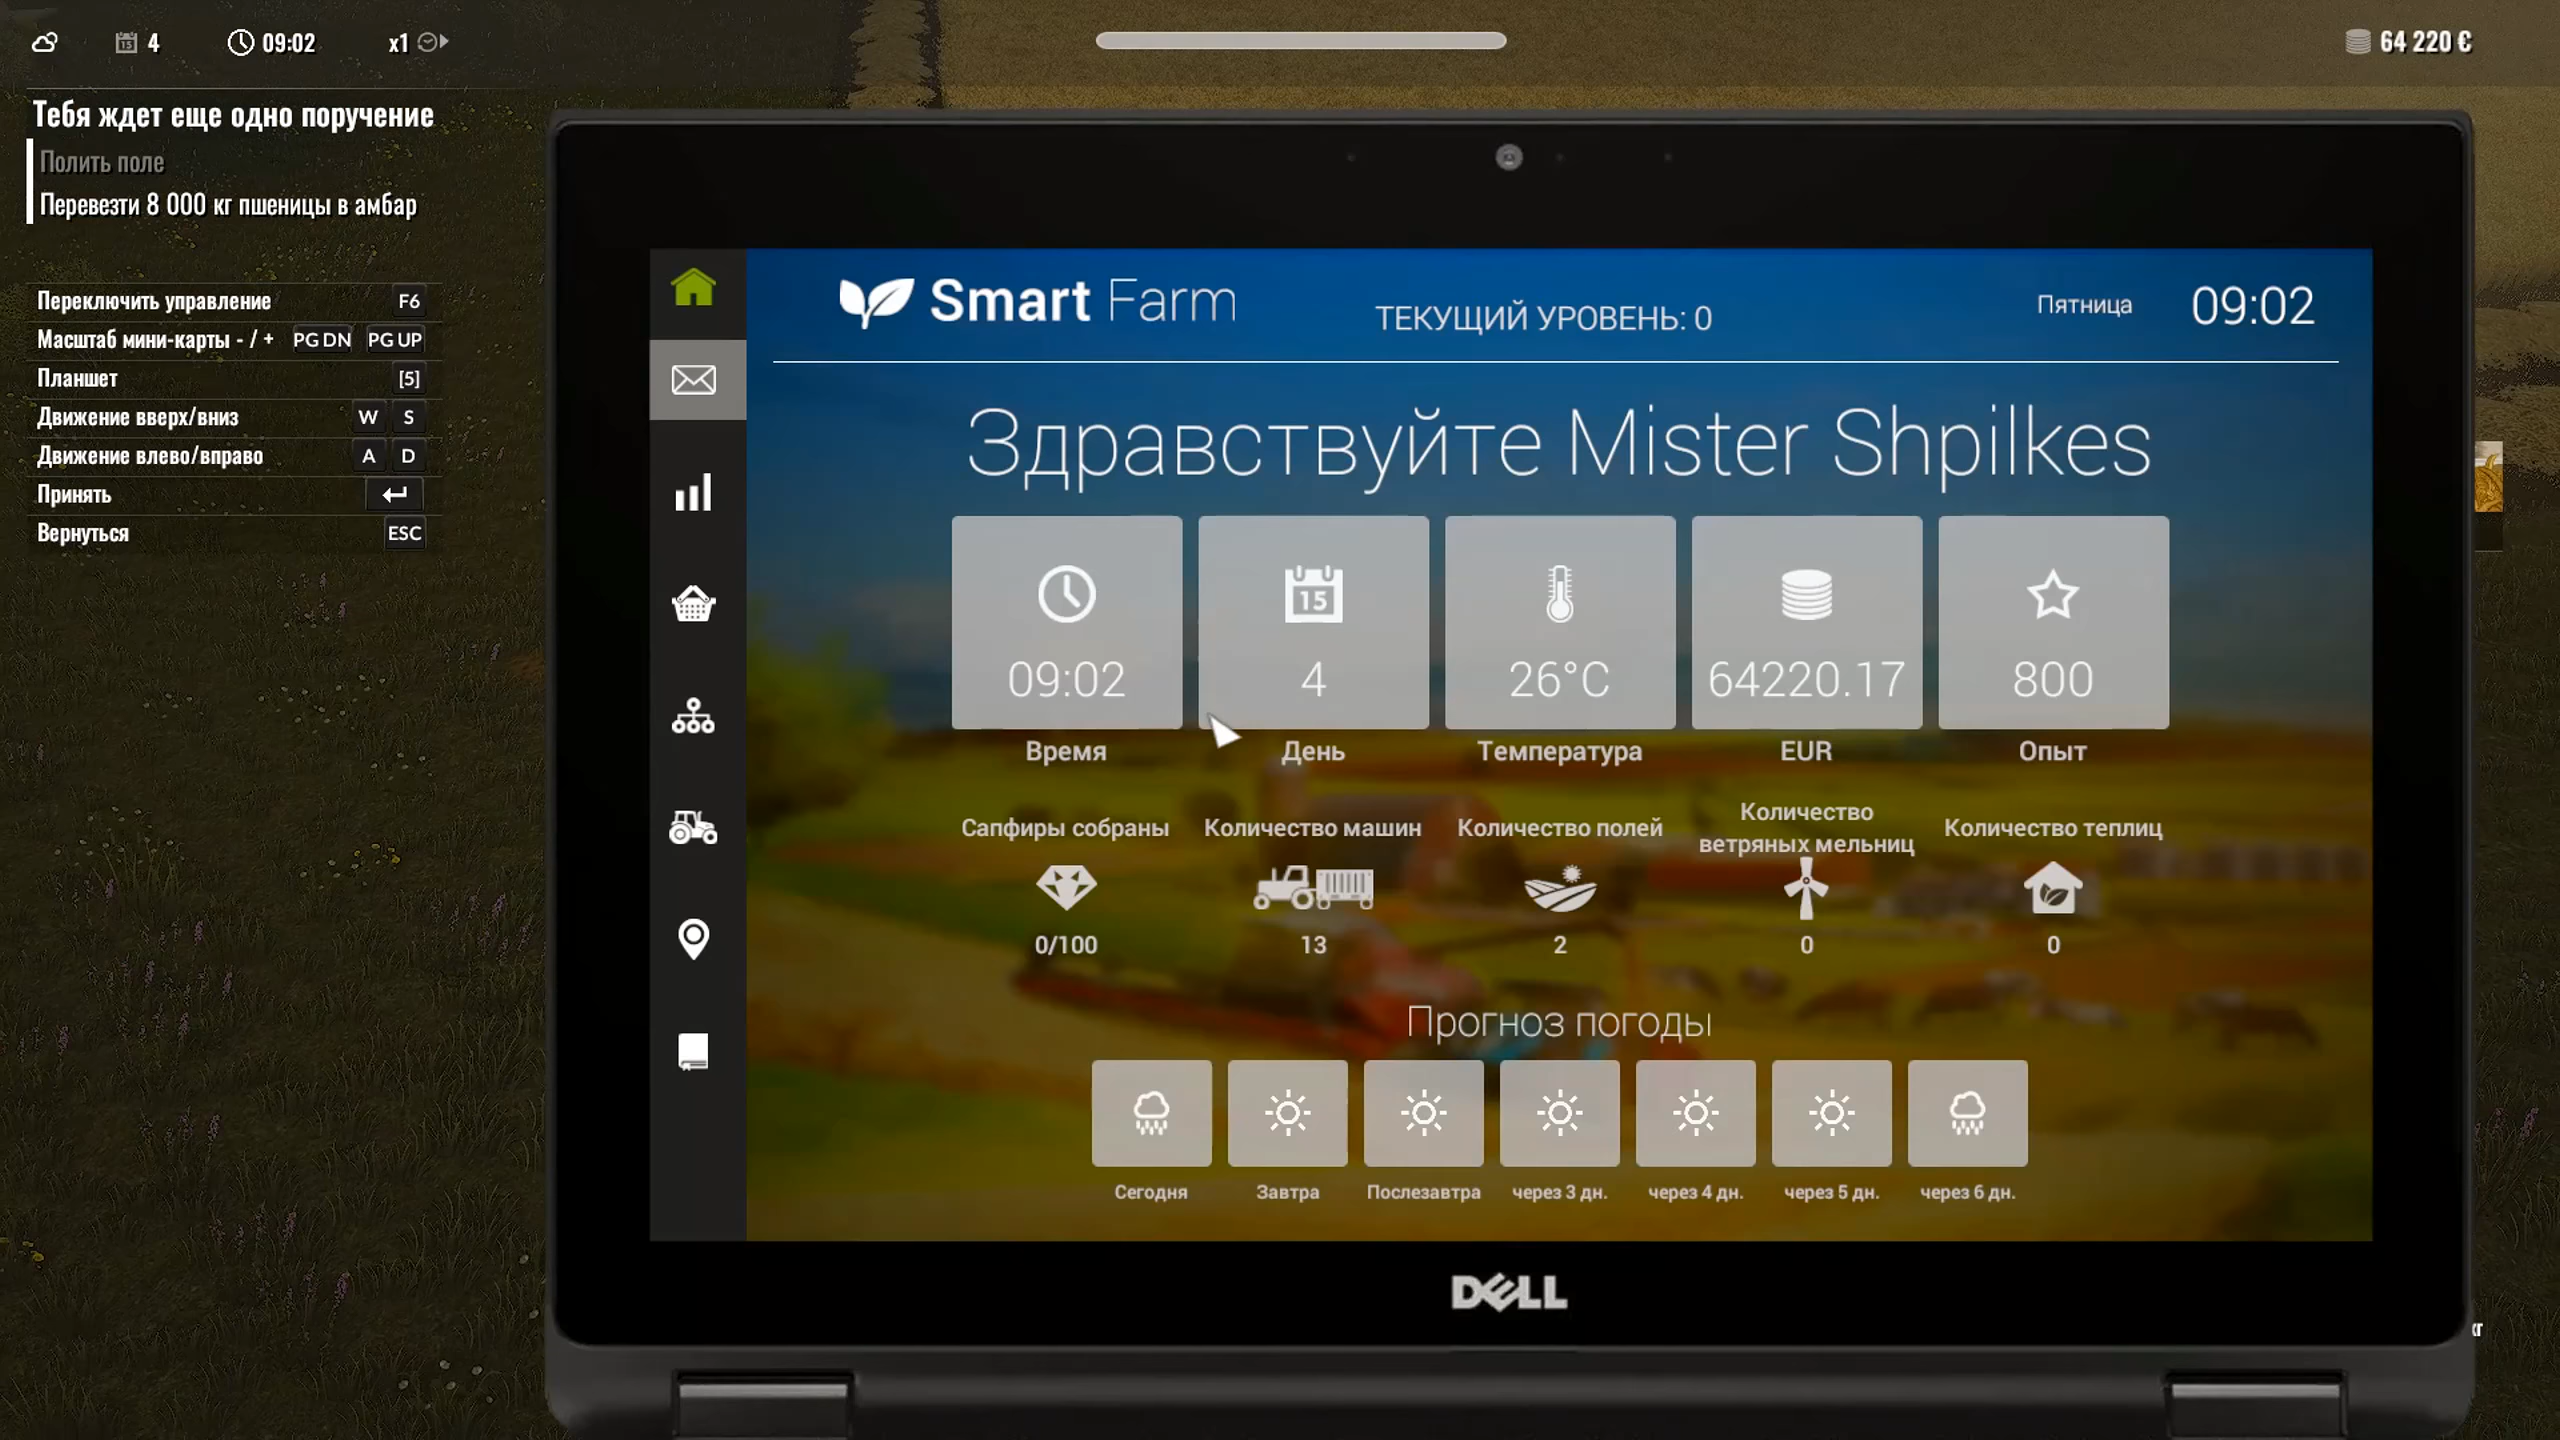 4
09:02
x1
64 220 €
Тебя ждет еще одно поручение
Полить поле
Перевезти 8 000 кг пшеницы в амбар
Переключить управление F6
Масштаб мини-карты - / + PG DN PG UP
Планшет [5]
Движение вверх/вниз W S
Движение влево/вправо A D
Принять
Вернуться ESC
Smart Farm
ТЕКУЩИЙ УРОВЕНЬ: 0
Пятница
09:02
Здравствуйте Mister Shpilkes
15
09:02 4 26°C 64220.17 800
Время День Температура EUR Опыт
Сапфиры собраны Количество машин Количество полей Количество ветряных мельниц Количество теплиц
0/100 13 2 0 0
Прогноз погоды
Сегодня Завтра Послезавтра через 3 дн. через 4 дн. через 5 дн. через 6 дн.
DELL
кг